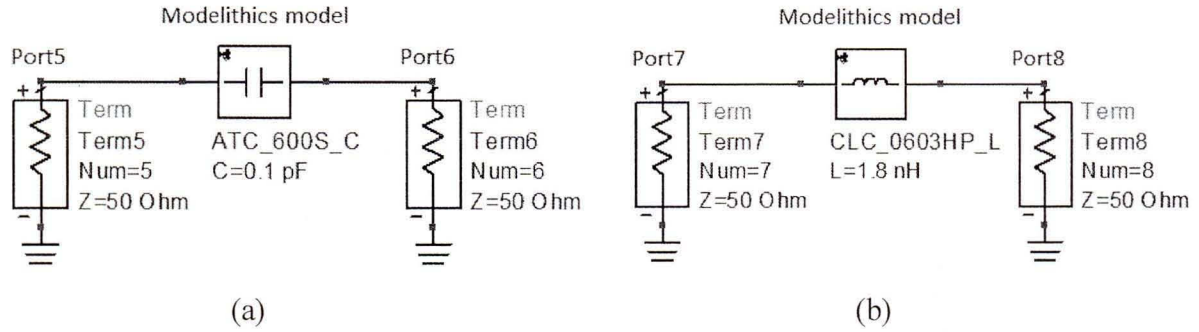 Modelithics model
Port5
Port6
+
+
Term
Term5
Num=5
Z=50 Ohm
-
ATC_600S_C
C=0.1 pF
Term
Term6
Num=6
Z=50 Ohm
-
(a)
Modelithics model
Port7
Port8
+
+
Term
Term7
Num=7
Z=50 Ohm
-
CLC_0603HP_L
L=1.8 nH
Term
Term8
Num=8
Z=50 Ohm
-
(b)